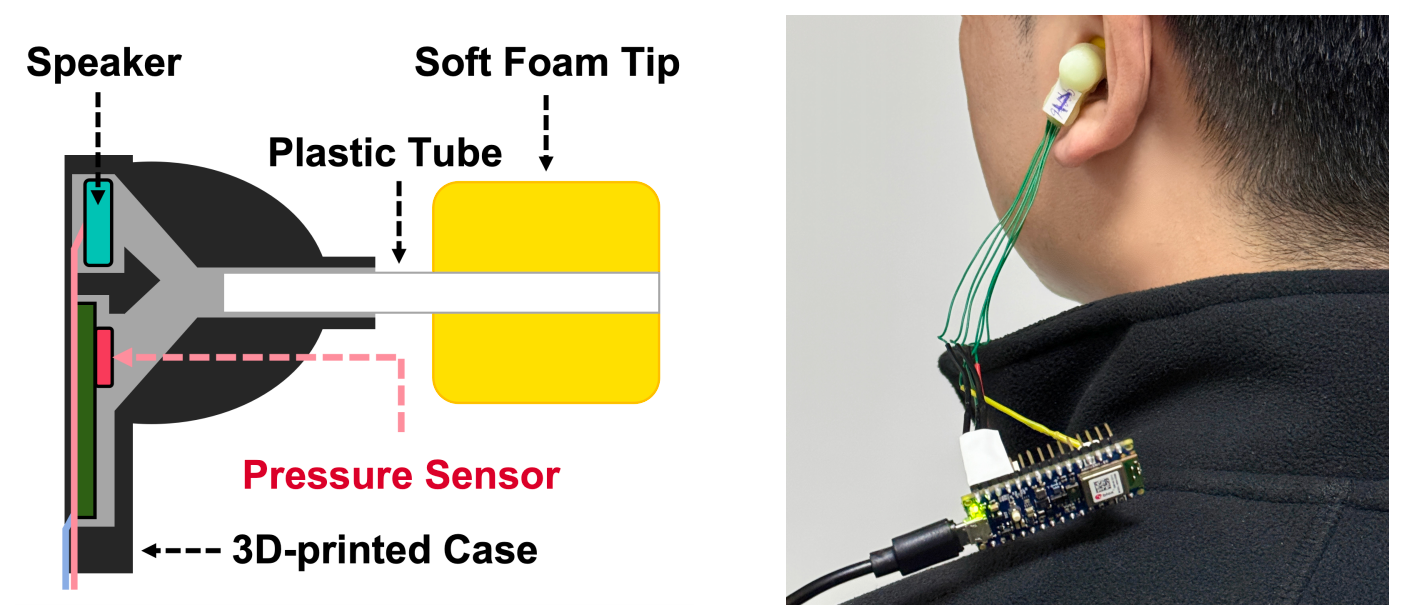 Speaker
Soft Foam Tip
Plastic Tube
Pressure Sensor
3D-printed Case